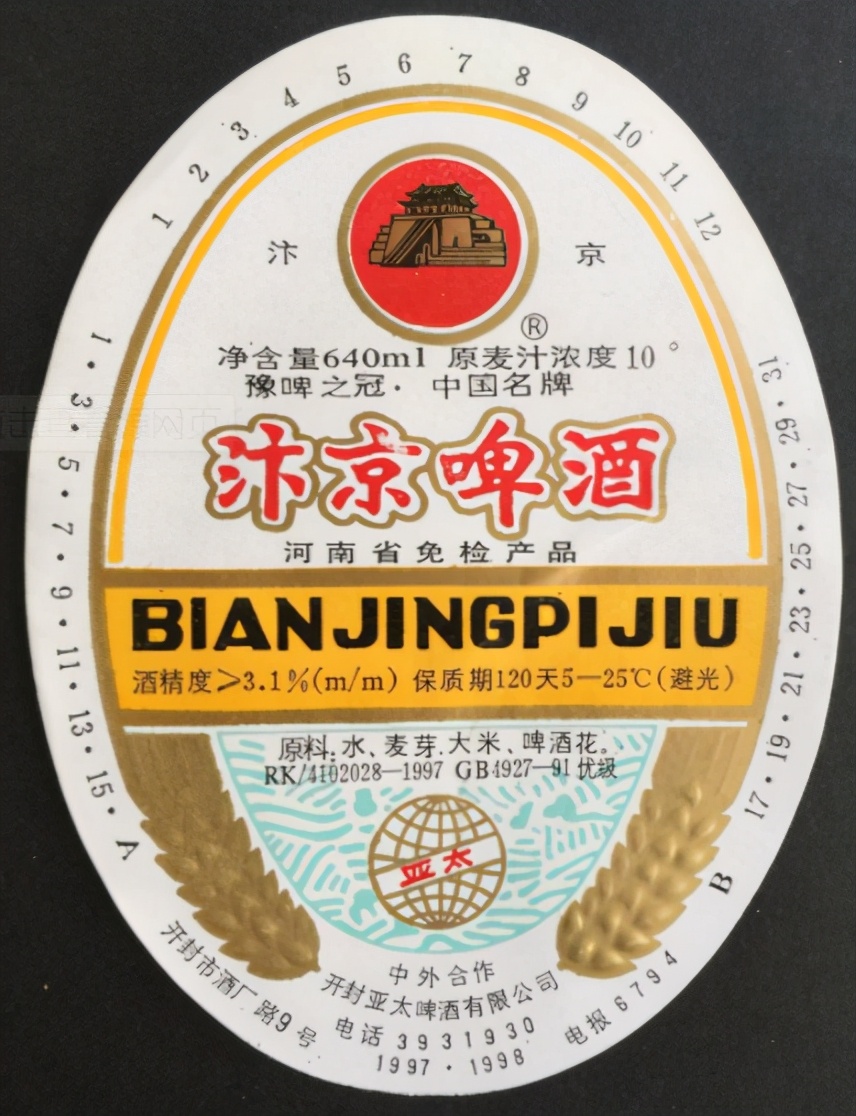 1 2 3 4 5 6 7 8 9 10 11 12
汴 京
®
净含量640ml 原麦汁浓度10°
豫啤之冠· 中国名牌
汴京啤酒
河南省免检产品
BIANJINGPIJIU
酒精度≥3.1%(m/m) 保质期120天5—25℃(避光)
原料:水、麦芽.大米、啤酒花。
RK/4102028—1997 GB4927—91 优级
亚太
1·3·5·7·9·11·13·15·A
B 17·19·21·23·25·27·29·31
中外合作
开封亚太啤酒有限公司
开封市酒厂路9号 电话 3931930 电报 6794
1997·1998